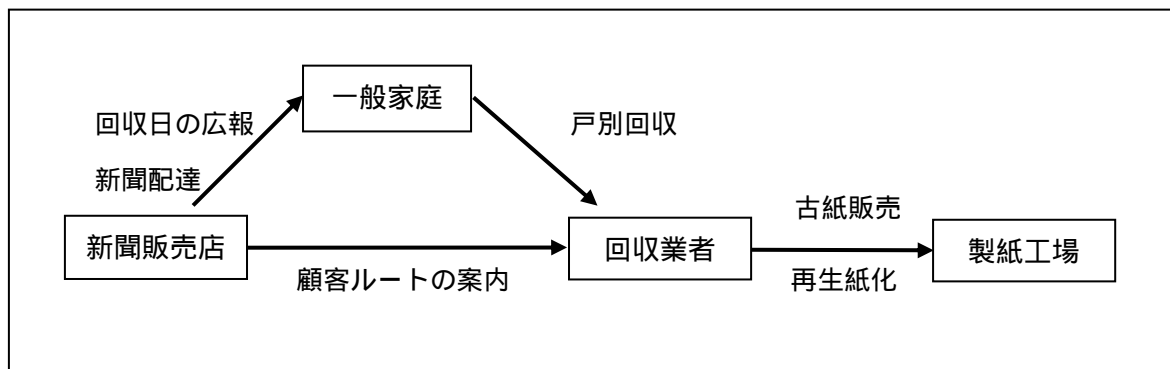 一般家庭
回収日の広報
戸別回収
新聞配達
古紙販売
新聞販売店
回収業者
製紙工場
顧客ルートの案内
再生紙化